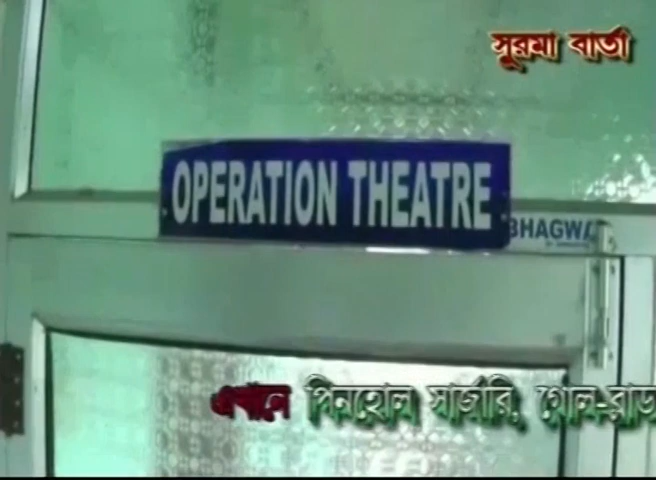 সুরমা বার্তা
OPERATION THEATRE
BHAGWA
এখানে পিনহোল সার্জারি, গোল-ব্লাড